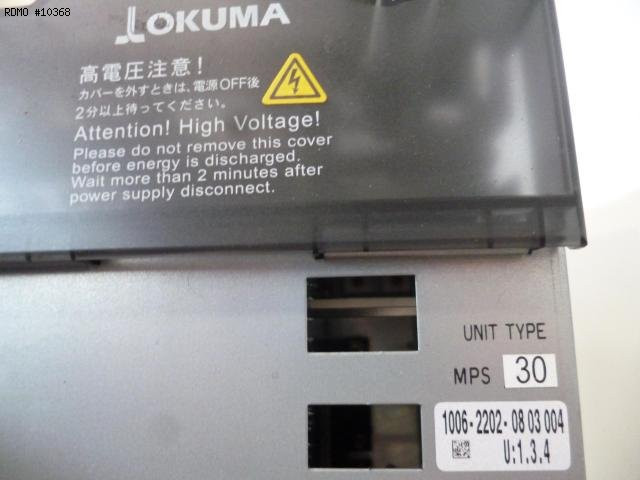 RDMO #10368
OKUMA
高電圧注意！
カバーを外すときは、電源OFF後
2分以上待ってください。
Attention! High Voltage!
Please do not remove this cover
before energy is discharged.
Wait more than 2 minutes after
power supply disconnect.
UNIT TYPE
MPS 30
1006-2202-08 03 004
U:1.3.4